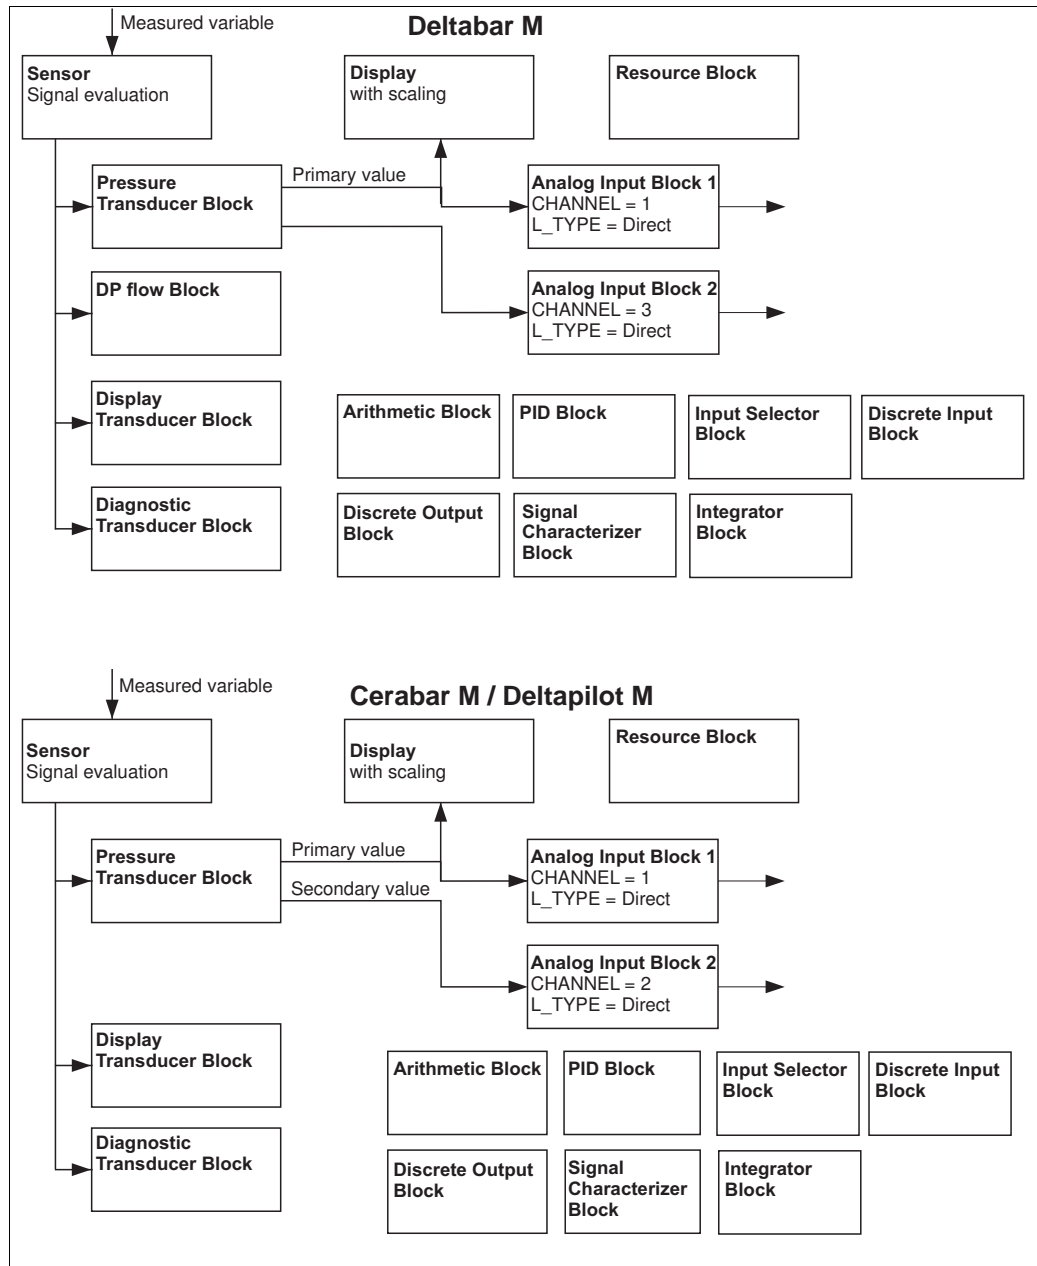 Measured variable
Deltabar M
Sensor
Signal evaluation
Display
with scaling
Resource Block
Pressure
Transducer Block
Primary value
Analog Input Block 1
CHANNEL = 1
L_TYPE = Direct
DP flow Block
Analog Input Block 2
CHANNEL = 3
L_TYPE = Direct
Display
Transducer Block
Arithmetic Block
PID Block
Input Selector
Block
Discrete Input
Block
Diagnostic
Transducer Block
Discrete Output
Block
Signal
Characterizer
Block
Integrator
Block
Measured variable
Cerabar M / Deltapilot M
Sensor
Signal evaluation
Display
with scaling
Resource Block
Pressure
Transducer Block
Primary value
Secondary value
Analog Input Block 1
CHANNEL = 1
L_TYPE = Direct
Analog Input Block 2
CHANNEL = 2
L_TYPE = Direct
Display
Transducer Block
Arithmetic Block
PID Block
Input Selector
Block
Discrete Input
Block
Diagnostic
Transducer Block
Discrete Output
Block
Signal
Characterizer
Block
Integrator
Block